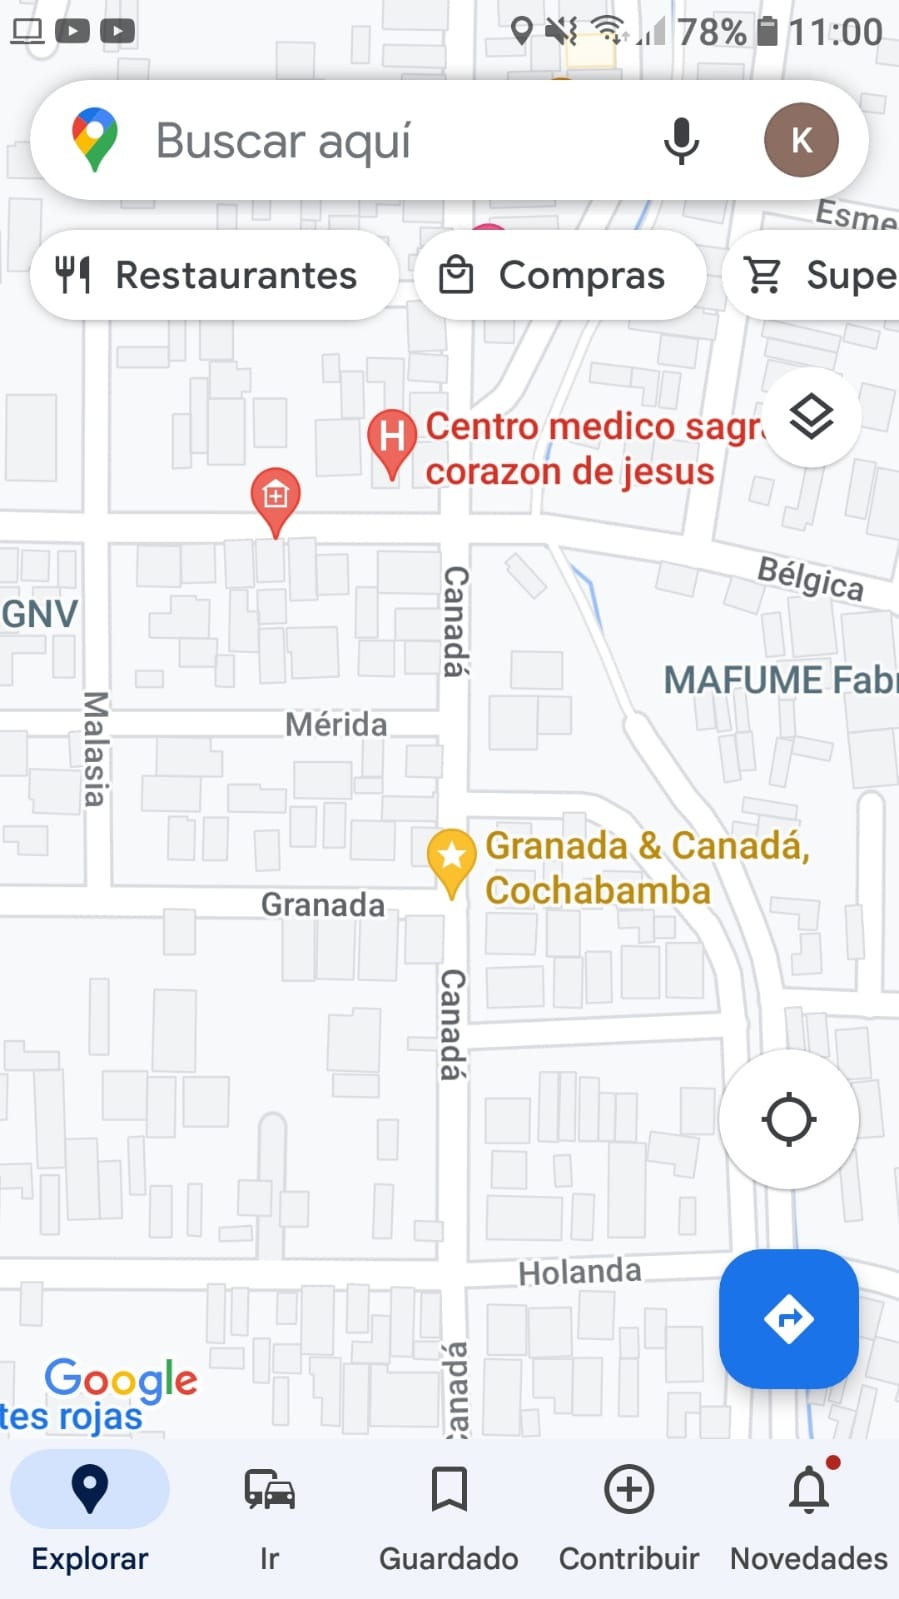 78% 11:00
Buscar aquí
K
Esme
Restaurantes
Compras
Supe
H
Centro medico sagr
corazon de jesus
Bélgica
Canadá
GNV
MAFUME Fabr
Malasia
Mérida
Granada & Canadá,
Cochabamba
Granada
Canadá
Holanda
Google
tes rojas
Explorar
Ir
Guardado
Contribuir
Novedades